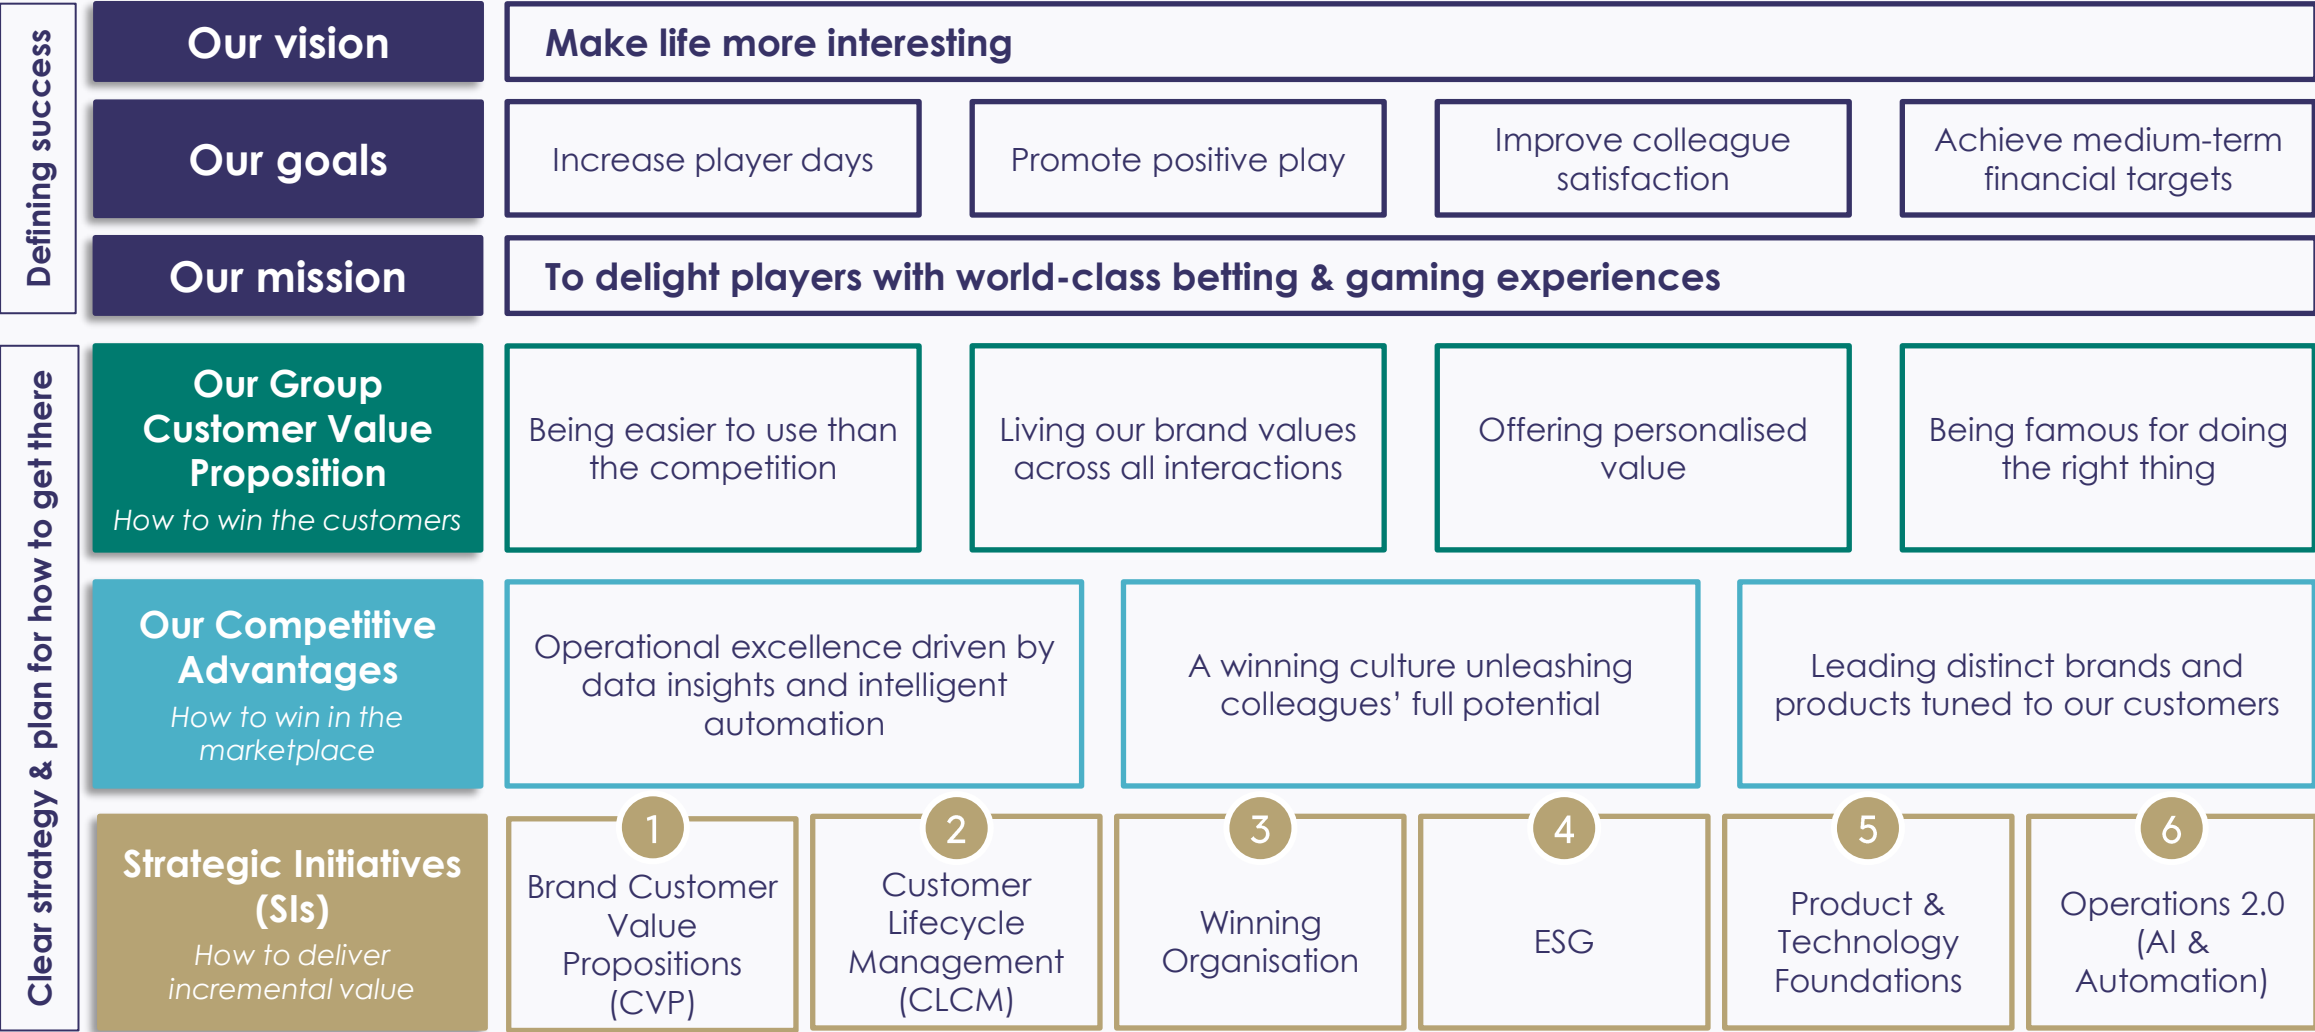 Defining success
Our vision
Make life more interesting
Our goals
Increase player days
Promote positive play
Improve colleague
satisfaction
Achieve medium-term
financial targets
Our mission
To delight players with world-class betting & gaming experiences
Clear strategy & plan for how to get there
Our Group
Customer Value
Proposition
How to win the customers
Being easier to use than
the competition
Living our brand values
across all interactions
Offering personalised
value
Being famous for doing
the right thing
Our Competitive
Advantages
How to win in the
marketplace
Operational excellence driven by
data insights and intelligent
automation
A winning culture unleashing
colleagues’ full potential
Leading distinct brands and
products tuned to our customers
Strategic Initiatives
(SIs)
How to deliver
incremental value
1
Brand Customer
Value
Propositions
(CVP)
2
Customer
Lifecycle
Management
(CLCM)
3
Winning
Organisation
4
ESG
5
Product &
Technology
Foundations
6
Operations 2.0
(AI &
Automation)